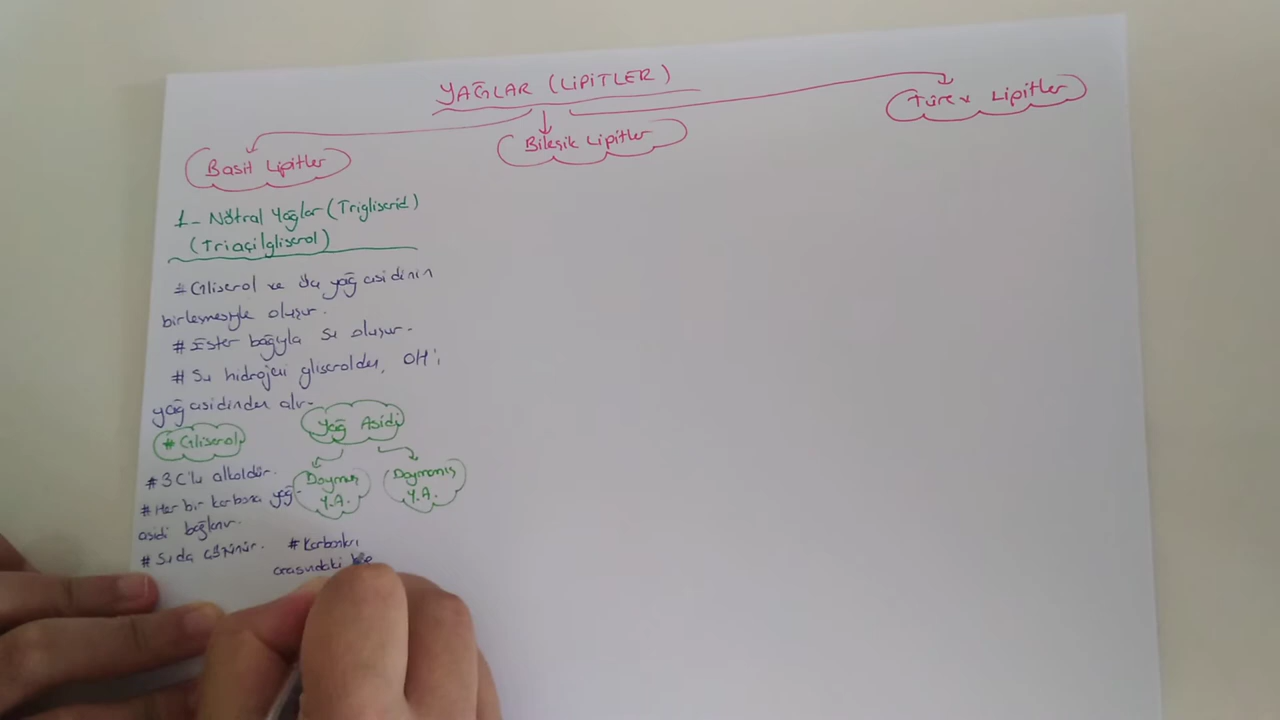 YAĞLAR (LİPİTLER)
Basit Lipitler
Bileşik Lipitler
Türev Lipitler
1- Nötral Yağlar (Trigliserid)
(Triaçilgliserol)
# Gliserol ve 3 yağ asidinin
birleşmesiyle oluşur.
# Ester bağıyla su oluşur.
# Su hidrojeni gliserolden, OH'ı
yağ asidinden alır.
# Gliserol
# 3C'lu alkoldür.
# Her bir karbona yağ
asidi bağlanır.
# Suda çözünür.
Yağ Asidi
Doymuş
Y.A.
Doymamış
Y.A.
# Karbonları
arasındaki